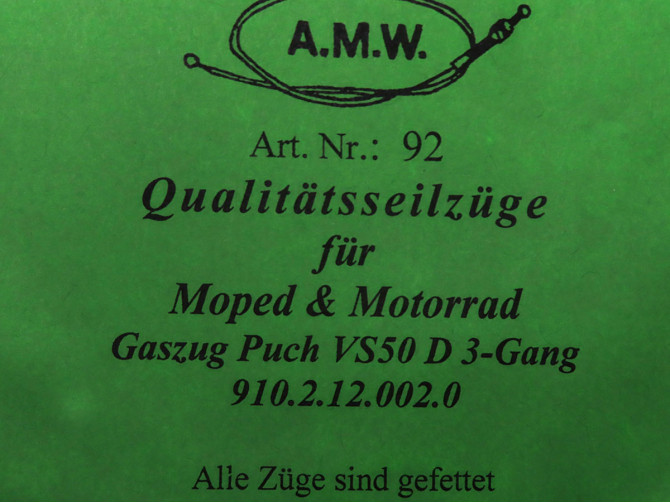 A.M.W.
Art. Nr.: 92
Qualitätsseilzüge
für
Moped & Motorrad
Gaszug Puch VS50 D 3-Gang
910.2.12.002.0
Alle Züge sind gefettet